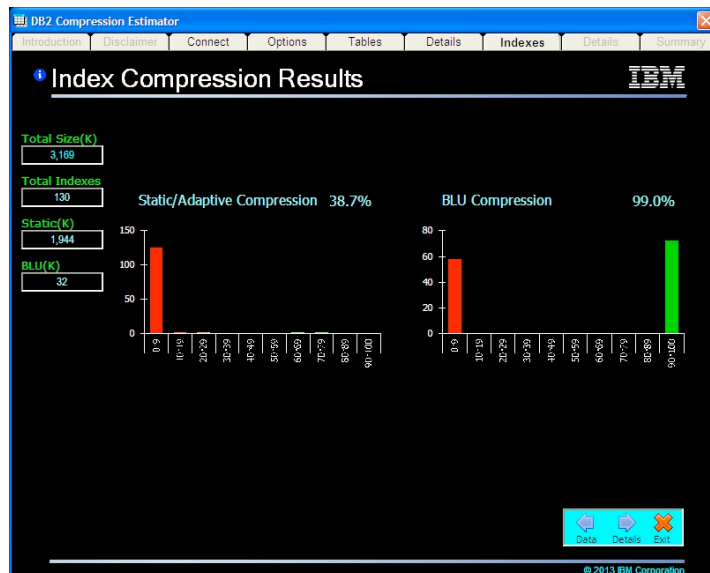 DB2 Compression Estimator
Introduction Disclaimer Connect Options Tables Details Indexes Details Summary
Index Compression Results
IBM
Total Size(K)
3,169
Total Indexes
130
Static(K)
1,944
BLU(K)
32
Static/Adaptive Compression 38.7%
150
100
50
0
0-9 10-19 20-29 30-39 40-49 50-59 60-69 70-79 80-89 90-100
BLU Compression 99.0%
80
60
40
20
0
0-9 10-19 20-29 30-39 40-49 50-59 60-69 70-79 80-89 90-100
Data Details Exit
© 2013 IBM Corporation